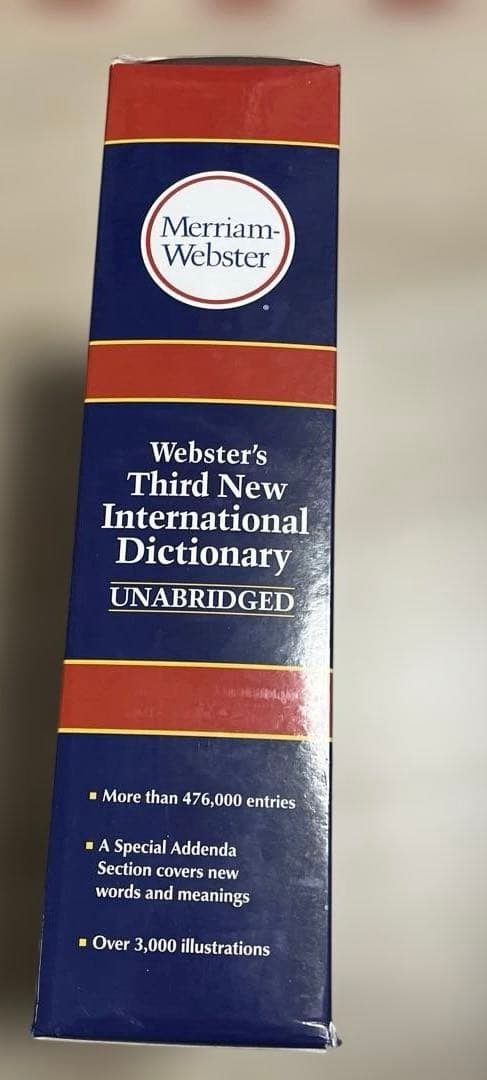 Merriam-
Webster
®
Webster's
Third New
International
Dictionary
UNABRIDGED
▪ More than 476,000 entries
▪ A Special Addenda
Section covers new
words and meanings
▪ Over 3,000 illustrations